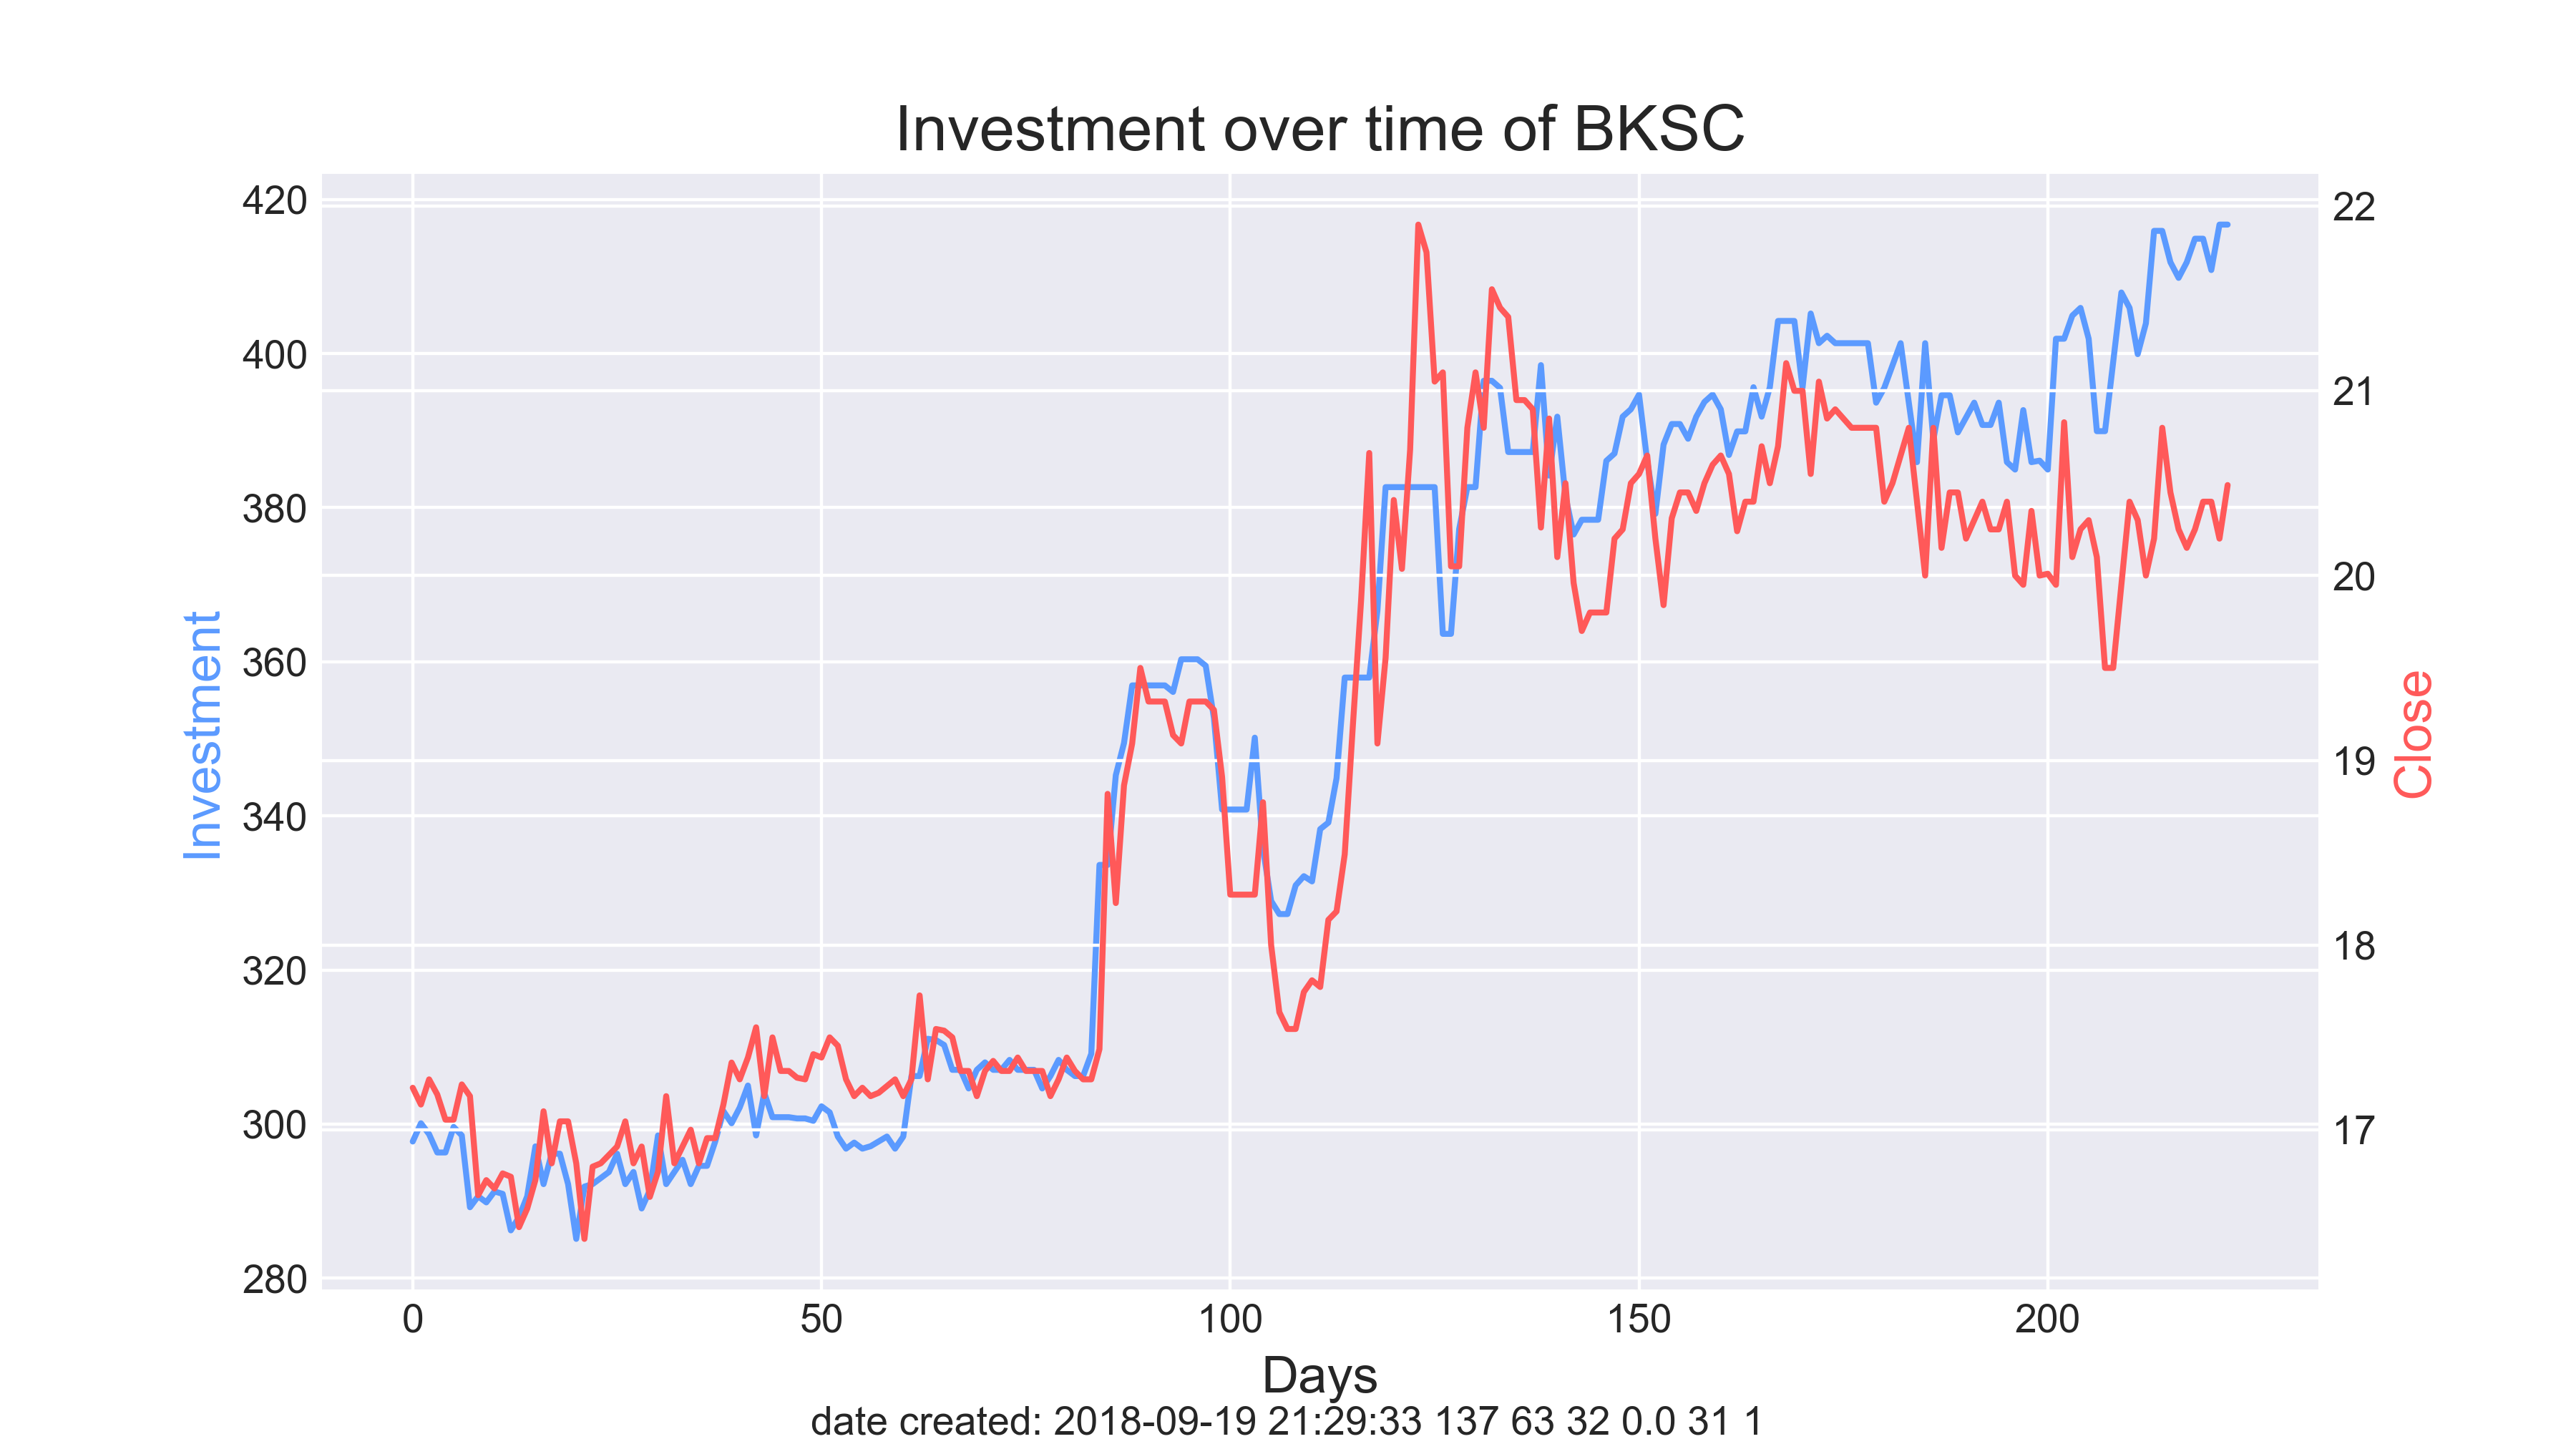 Investment over time of BKSC
420
400
380
360
340
320
300
280
Investment
22
21
20
19
18
17
Close
0 50 100 150 200
Days
date created: 2018-09-19 21:29:33 137 63 32 0.0 31 1